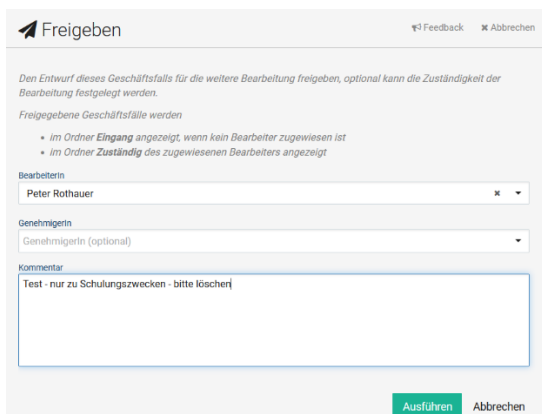 Freigeben
Feedback
Abbrechen
Den Entwurf dieses Geschäftsfalls für die weitere Bearbeitung freigeben, optional kann die Zuständigkeit der
Bearbeitung festgelegt werden.
Freigegebene Geschäftsfälle werden
• im Ordner Eingang angezeigt, wenn kein Bearbeiter zugewiesen ist
• im Ordner Zuständig des zugewiesenen Bearbeiters angezeigt
BearbeiterIn
Peter Rothauer
GenehmigerIn
GenehmigerIn (optional)
Kommentar
Test - nur zu Schulungszwecken - bitte löschen
Ausführen
Abbrechen